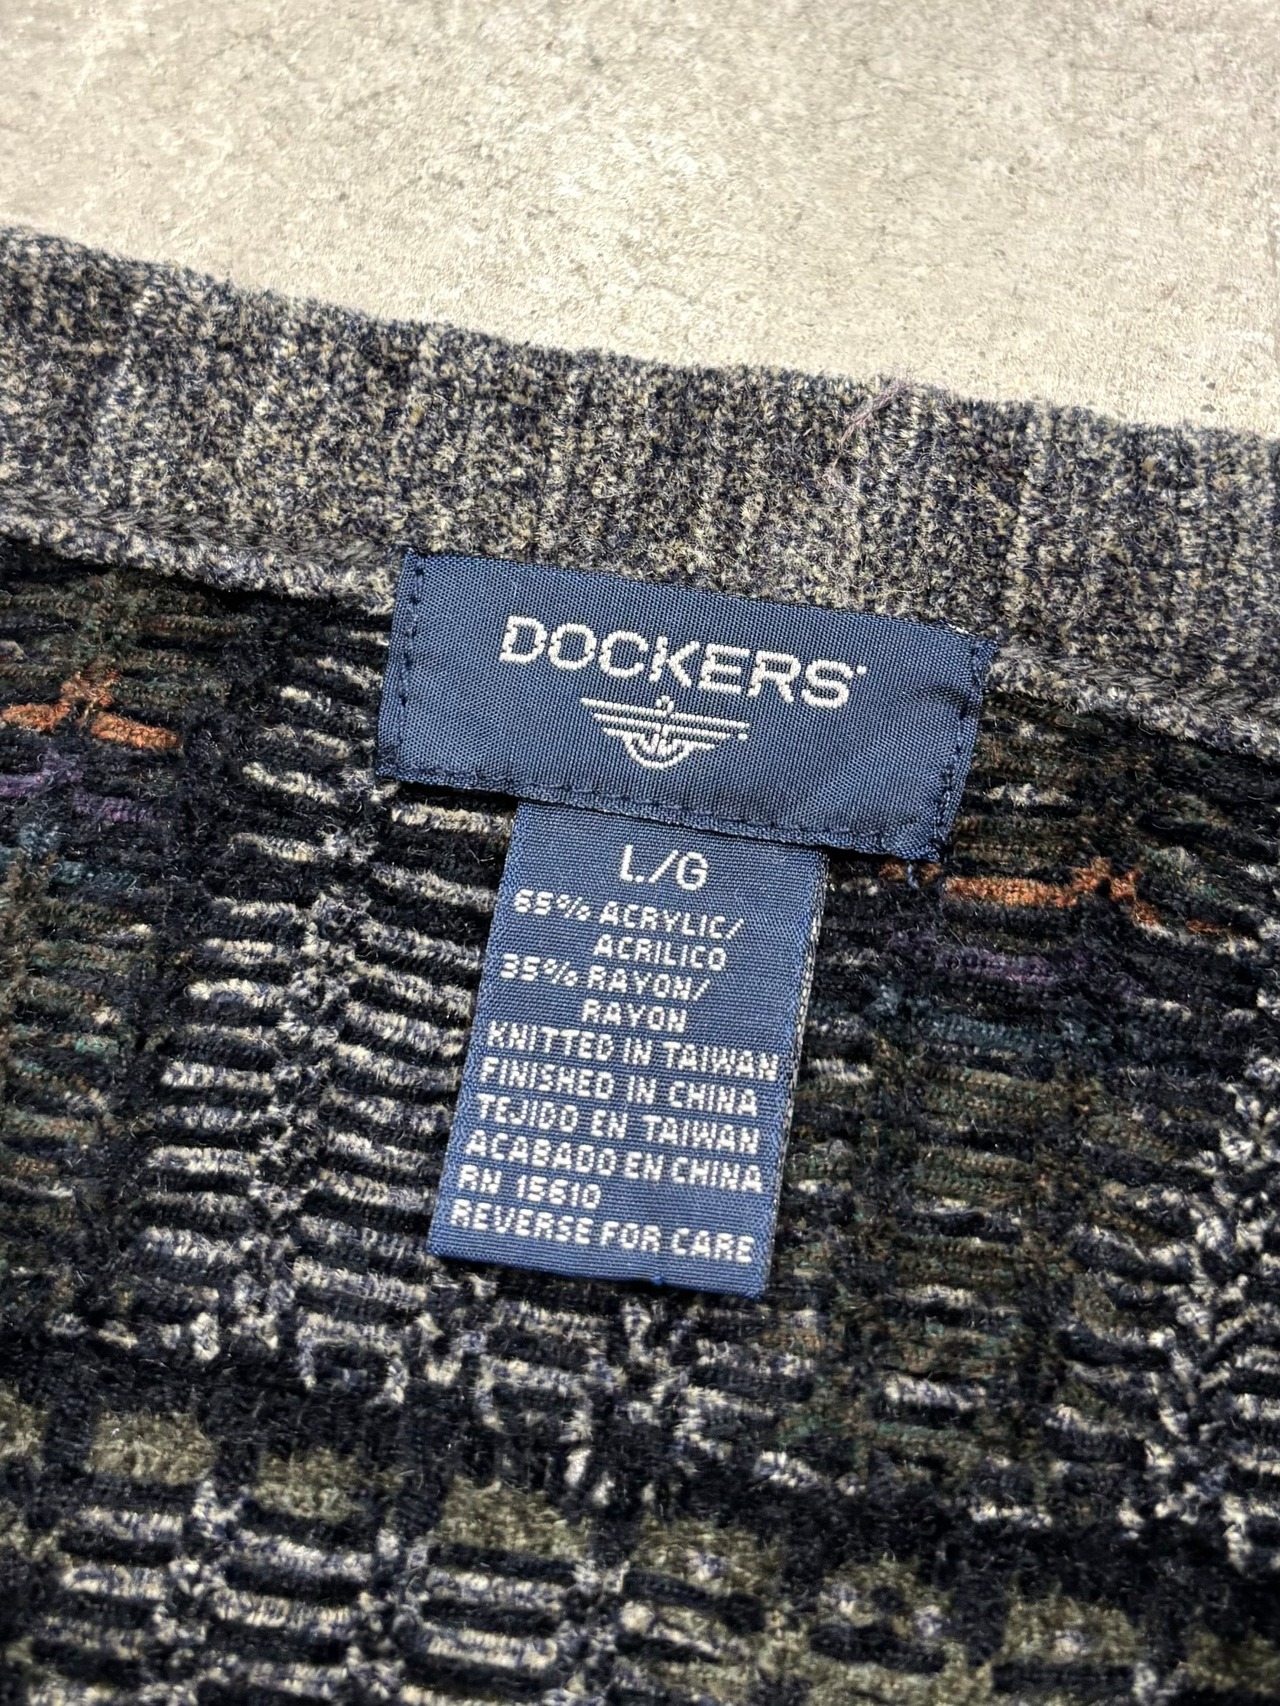 DOCKERS
L/G
65% ACRYLIC/
ACRILICO
35% RAYON/
RAYON
KNITTED IN TAIWAN
FINISHED IN CHINA
TEJIDO EN TAIWAN
ACABADO EN CHINA
RN 15610
REVERSE FOR CARE